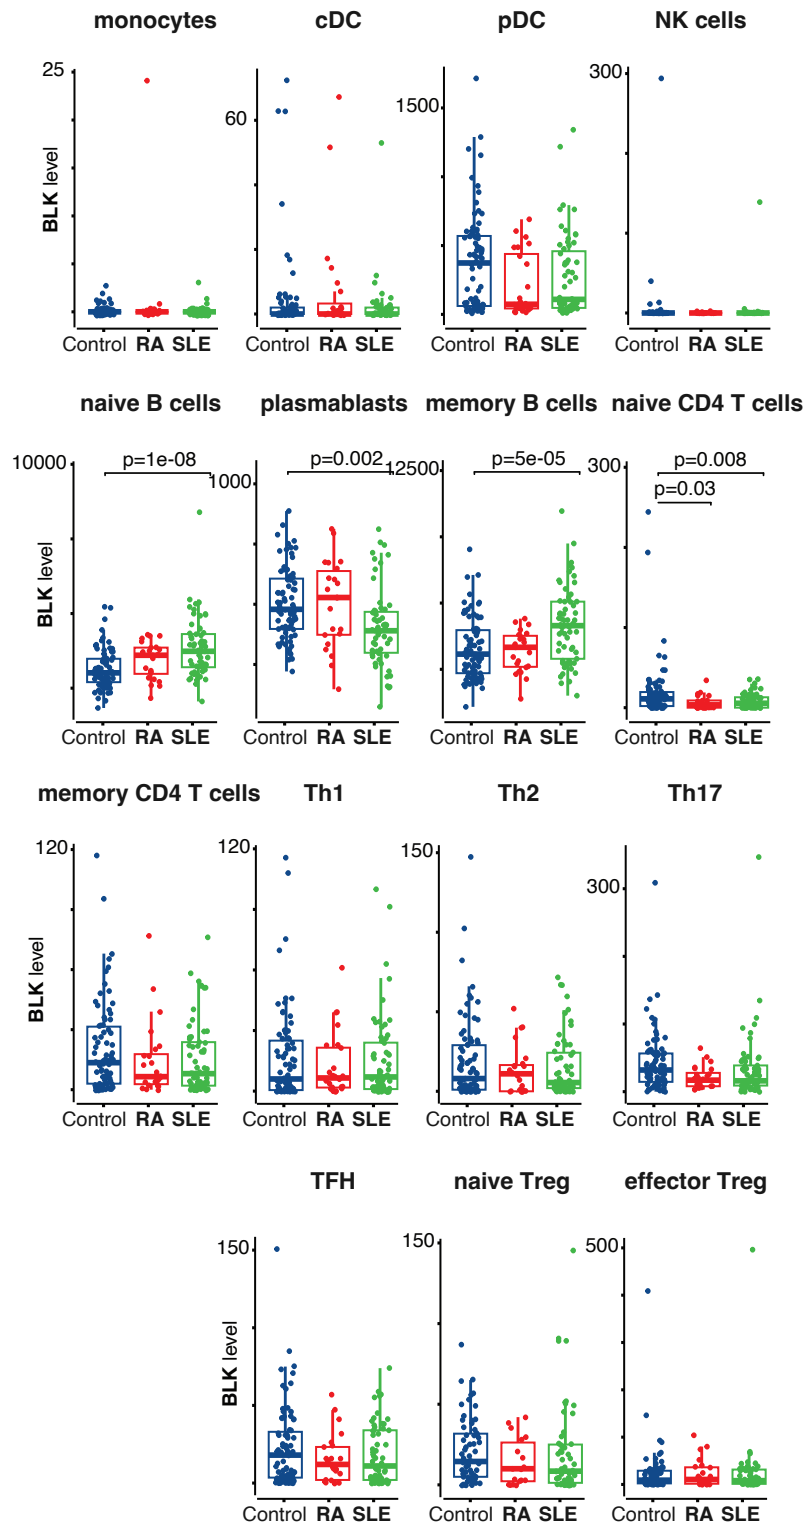 monocytes cDC pDC NK cells
25 60 1500 300
BLK level
Control RA SLE Control RA SLE Control RA SLE Control RA SLE
naive B cells plasmablasts memory B cells naive CD4 T cells
10000 p=1e-08 1000 p=0.002 12500 p=5e-05 300 p=0.008
p=0.03
BLK level
Control RA SLE Control RA SLE Control RA SLE Control RA SLE
memory CD4 T cells Th1 Th2 Th17
120 120 150 300
BLK level
Control RA SLE Control RA SLE Control RA SLE Control RA SLE
TFH naive Treg effector Treg
150 150 500
BLK level
Control RA SLE Control RA SLE Control RA SLE